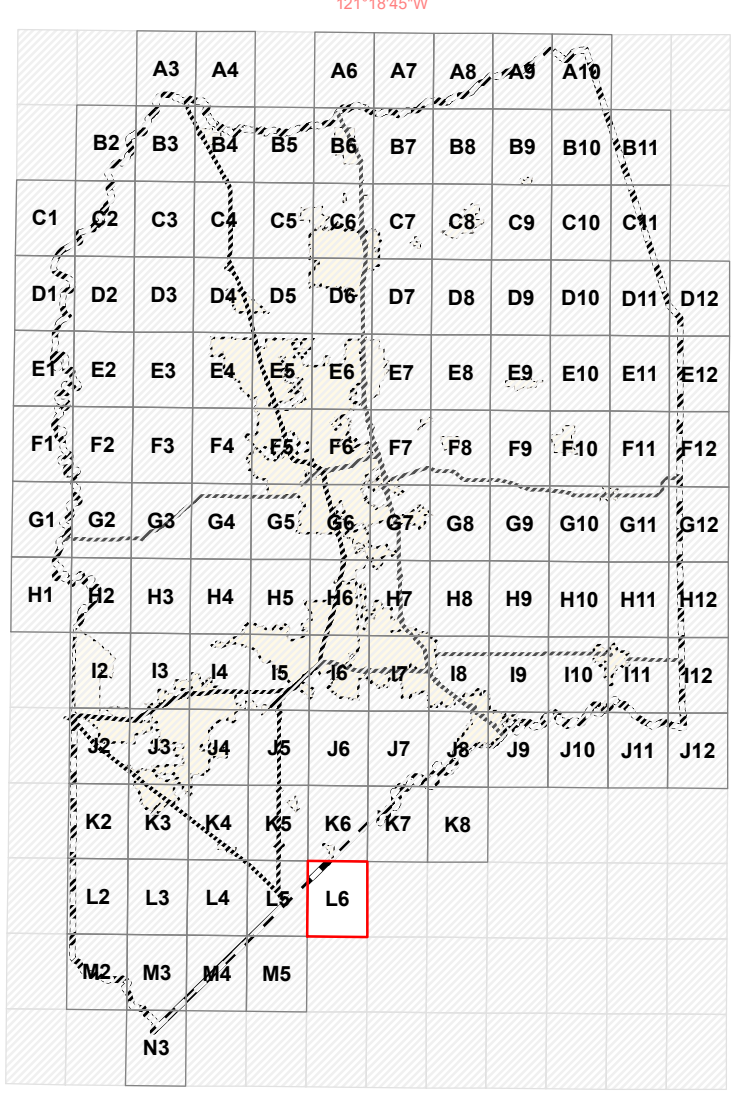 121°18'45"W
A3 A4 A6 A7 A8 A9 A10
B2 B3 B4 B5 B6 B7 B8 B9 B10 B11
C1 C2 C3 C4 C5 C6 C7 C8 C9 C10 C11
D1 D2 D3 D4 D5 D6 D7 D8 D9 D10 D11 D12
E1 E2 E3 E4 E5 E6 E7 E8 E9 E10 E11 E12
F1 F2 F3 F4 F5 F6 F7 F8 F9 F10 F11 F12
G1 G2 G3 G4 G5 G6 G7 G8 G9 G10 G11 G12
H1 H2 H3 H4 H5 H6 H7 H8 H9 H10 H11 H12
I2 I3 I4 I5 I6 I7 I8 I9 I10 I11 I12
J2 J3 J4 J5 J6 J7 J8 J9 J10 J11 J12
K2 K3 K4 K5 K6 K7 K8
L2 L3 L4 L5 L6
M2 M3 M4 M5
N3